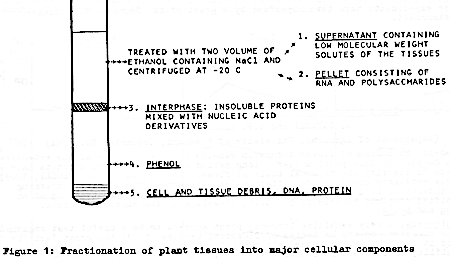 1. SUPERNATANT CONTAINING
LOW MOLECULAR WEIGHT
SOLUTES OF THE TISSUES
TREATED WITH TWO VOLUME OF
ETHANOL CONTAINING NaCl AND
CENTRIFUGED AT -20 C
2. PELLET CONSISTING OF
RNA AND POLYSACCHARIDES
3. INTERPHASE: INSOLUBLE PROTEINS
MIXED WITH NUCLEIC ACID
DERIVATIVES
4. PHENOL
5. CELL AND TISSUE DEBRIS, DNA, PROTEIN
Figure 1: Fractionation of plant tissues into major cellular components